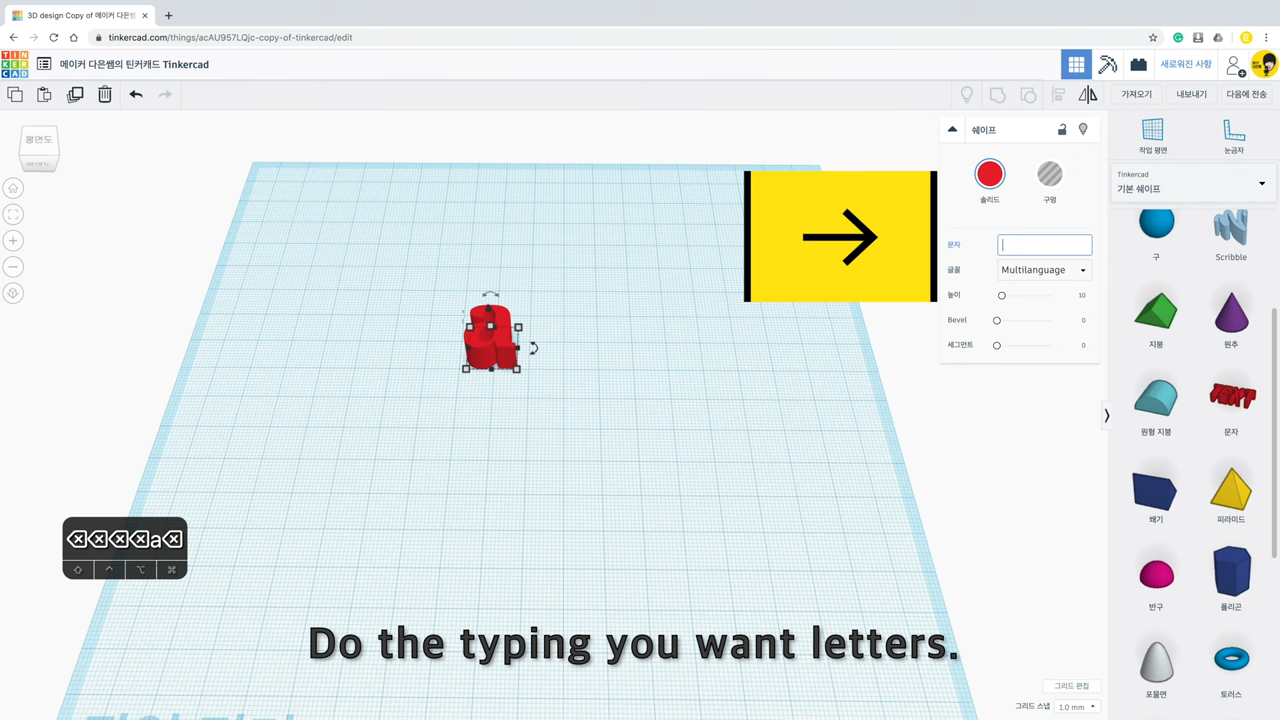 3D design Copy of 메이커 다은쌤
tinkercad.com/things/acAU957LQjc-copy-of-tinkercad/edit
TIN
KER
CAD
메이커 다은쌤의 틴커캐드 Tinkercad
새로워진 사항
가져오기
내보내기
다음에 전송
평면도
쉐이프
솔리드
구멍
문자
글꼴
Multilanguage
높이
10
Bevel
0
세그먼트
0
작업 평면
눈금자
Tinkercad
기본 쉐이프
구
Scribble
지붕
원추
원형 지붕
TEXT
문자
쐐기
피라미드
반구
폴리곤
포물면
토러스
a
Do the typing you want letters.
그리드 편집
그리드 스냅
1.0 mm